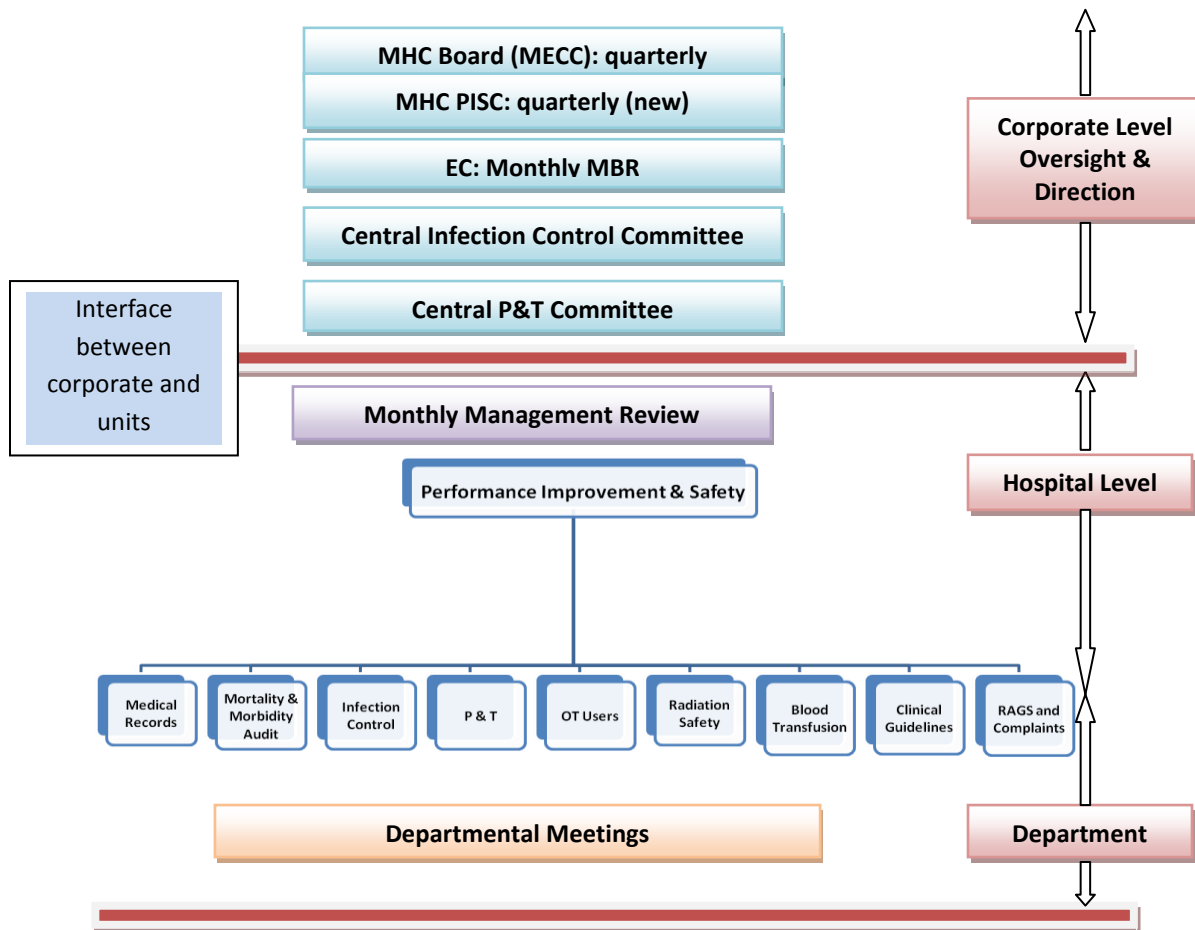 MHC Board (MECC): quarterly
MHC PISC: quarterly (new)
EC: Monthly MBR
Central Infection Control Committee
Central P&T Committee
Corporate Level
Oversight &
Direction
Interface
between
corporate and
units
Monthly Management Review
Performance Improvement & Safety
Hospital Level
Medical
Records
Mortality &
Morbidity
Audit
Infection
Control
P & T
OT Users
Radiation
Safety
Blood
Transfusion
Clinical
Guidelines
RAGS and
Complaints
Departmental Meetings
Department